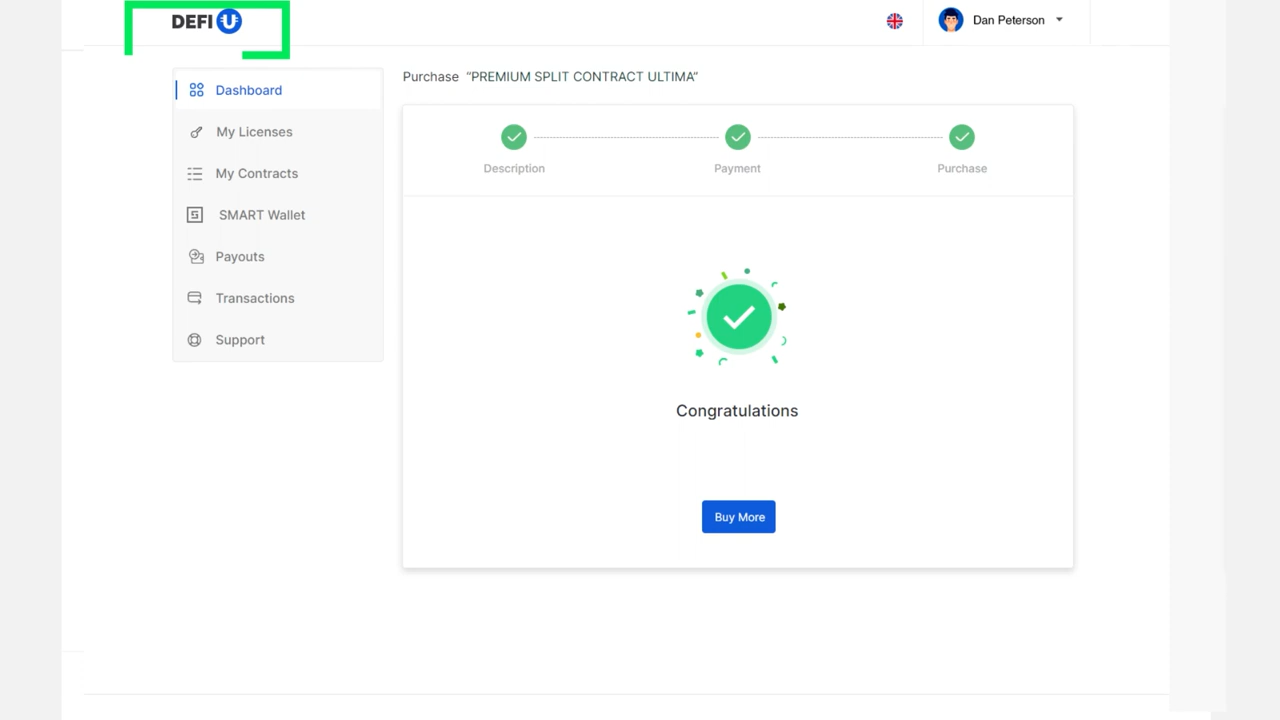 DEFI U
Dan Peterson
Dashboard
My Licenses
My Contracts
SMART Wallet
Payouts
Transactions
Support
Purchase “PREMIUM SPLIT CONTRACT ULTIMA”
Description
Payment
Purchase
Congratulations
Buy More